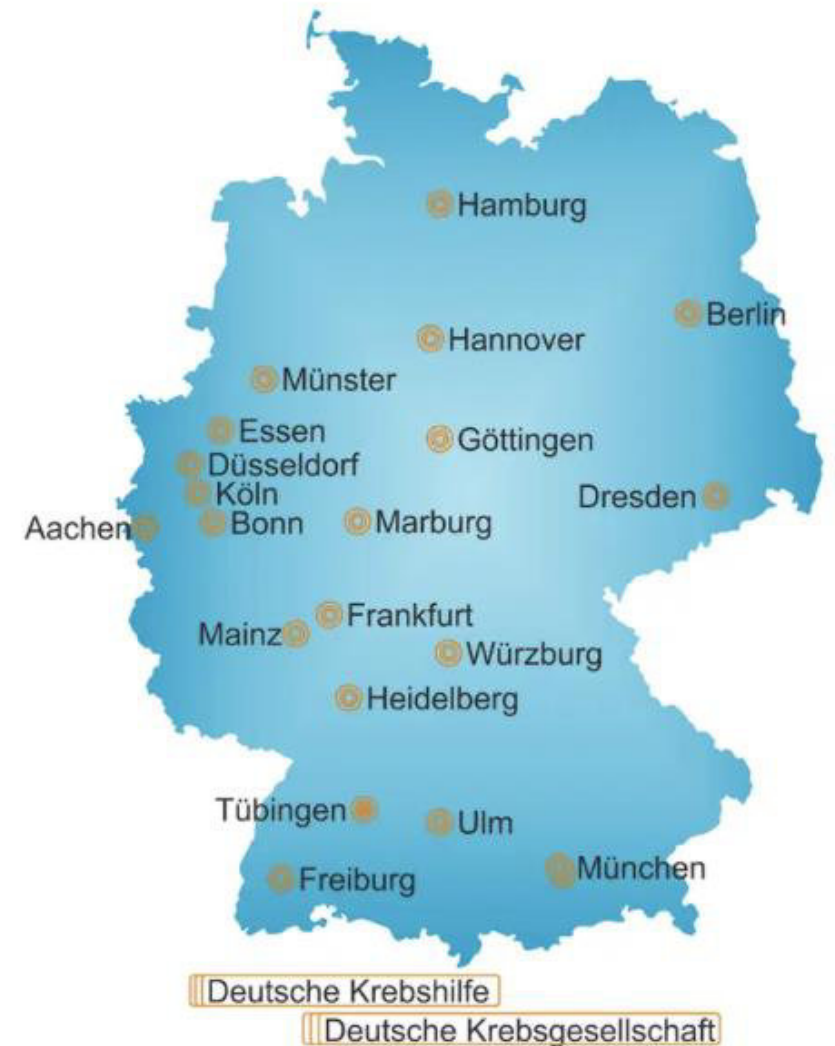 Hamburg
Berlin
Hannover
Münster
Essen
Göttingen
Düsseldorf
Köln
Dresden
Aachen
Bonn
Marburg
Frankfurt
Mainz
Würzburg
Heidelberg
Tübingen
Ulm
München
Freiburg
Deutsche Krebshilfe
Deutsche Krebsgesellschaft